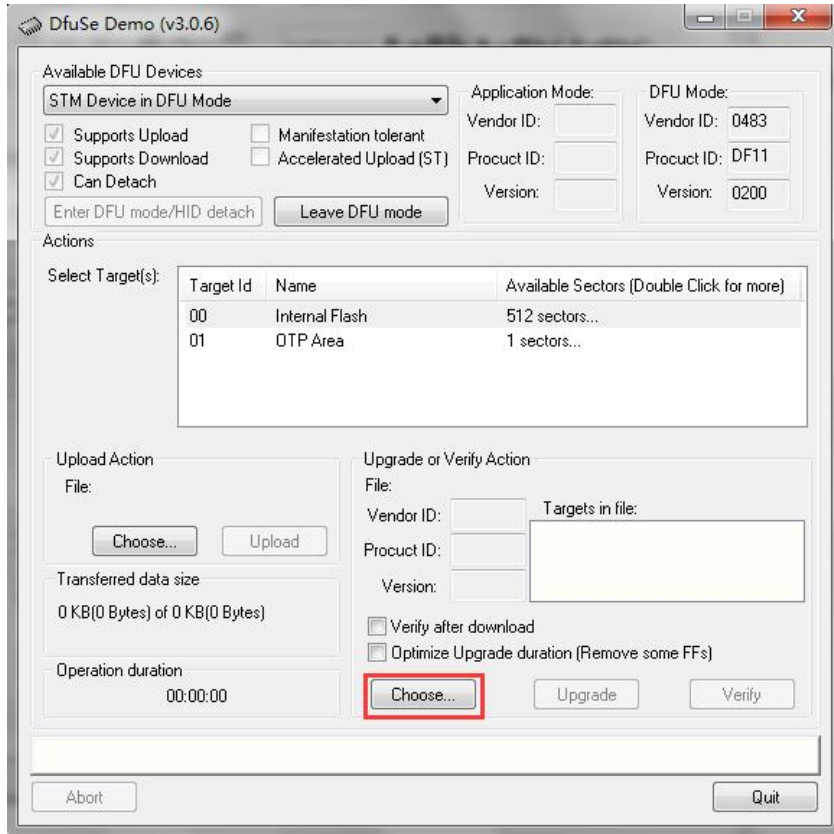 DfuSe Demo (v3.0.6)
Available DFU Devices
STM Device in DFU Mode
Supports Upload
Manifestation tolerant
Supports Download
Accelerated Upload (ST)
Can Detach
Enter DFU mode/HID detach
Leave DFU mode
Application Mode:
Vendor ID:
Procuct ID:
Version:
DFU Mode:
Vendor ID: 0483
Procuct ID: DF11
Version: 0200
Actions
Select Target(s):
Target Id Name Available Sectors (Double Click for more)
00 Internal Flash 512 sectors...
01 OTP Area 1 sectors...
Upload Action
File:
Choose... Upload
Transferred data size
0 KB(0 Bytes) of 0 KB(0 Bytes)
Operation duration
00:00:00
Upgrade or Verify Action
File:
Vendor ID:
Procuct ID:
Version:
Targets in file:
Verify after download
Optimize Upgrade duration (Remove some FFs)
Choose... Upgrade Verify
Abort Quit